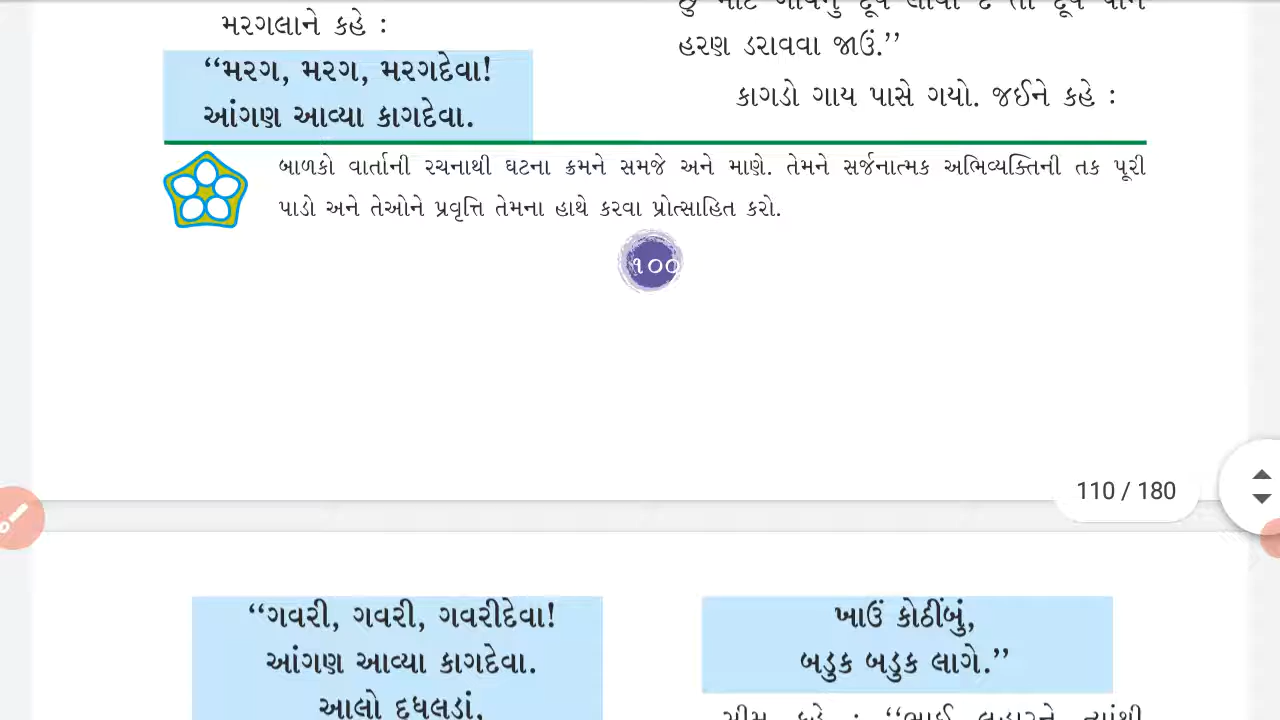 મરગલાને કહે :
“મરગ, મરગ, મરગદેવા!
આંગણ આવ્યા કાગદેવા.
હરણ ડરાવવા જાઉં.”
કાગડો ગાય પાસે ગયો. જઈને કહે :
બાળકો વાર્તાની રચનાથી ઘટના ક્રમને સમજે અને માણે. તેમને સર્જનાત્મક અભિવ્યક્તિની તક પૂરી
પાડો અને તેઓને પ્રવૃત્તિ તેમના હાથે કરવા પ્રોત્સાહિત કરો.
૧૦૦
110 / 180
“ગવરી, ગવરી, ગવરીદેવા!
આંગણ આવ્યા કાગદેવા.
આલો દૂધલડાં,
ખાઉં કોઠીંબું,
બડુક બડુક લાગે.”